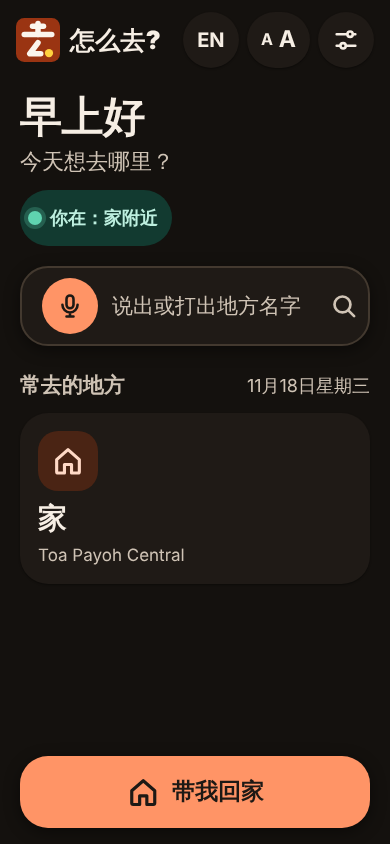 去
怎么去?
EN
A A
早上好
今天想去哪里？
你在：家附近
说出或打出地方名字
常去的地方
11月18日星期三
家
Toa Payoh Central
带我回家